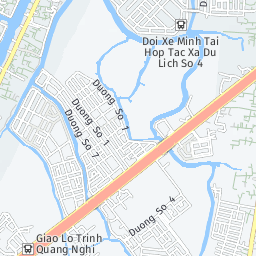 Doi Xe Minh Tai
Hop Tac Xa Du
Lich So 4
Duong So 1
Duong So 1
Duong So 7
Duong So 4
Giao Lo Trinh
Quang Nghi